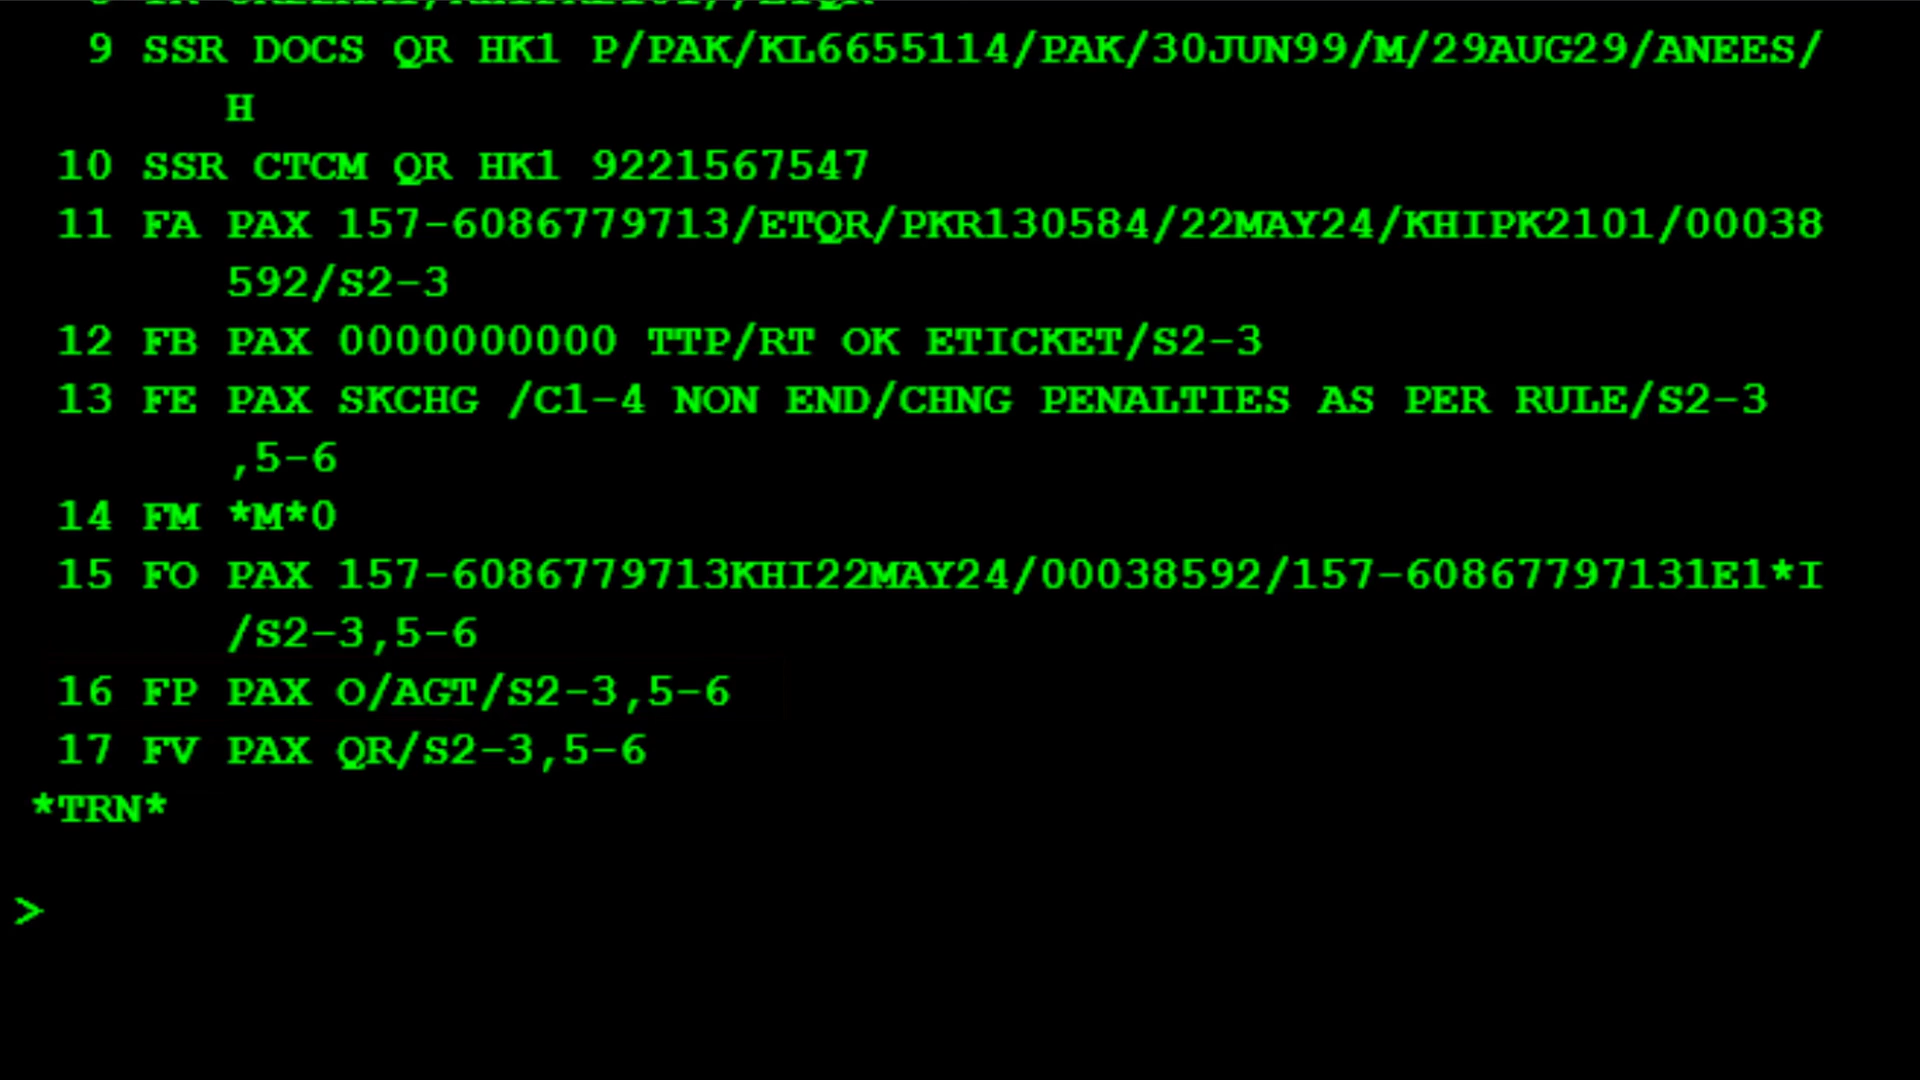 9 SSR DOCS QR HK1 P/PAK/KL6655114/PAK/30JUN99/M/29AUG29/ANEES/
H
10 SSR CTCM QR HK1 9221567547
11 FA PAX 157-6086779713/ETQR/PKR130584/22MAY24/KHIPK2101/00038
592/S2-3
12 FB PAX 0000000000 TTP/RT OK ETICKET/S2-3
13 FE PAX SKCHG /C1-4 NON END/CHNG PENALTIES AS PER RULE/S2-3
,5-6
14 FM *M*0
15 FO PAX 157-6086779713KHI22MAY24/00038592/157-60867797131E1*I
/S2-3,5-6
16 FP PAX O/AGT/S2-3,5-6
17 FV PAX QR/S2-3,5-6
*TRN*
>